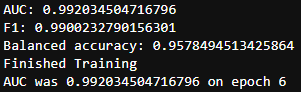 AUC: 0.992034504716796
F1: 0.9900232790156301
Balanced accuracy: 0.9578494513425864
Finished Training
AUC was 0.992034504716796 on epoch 6